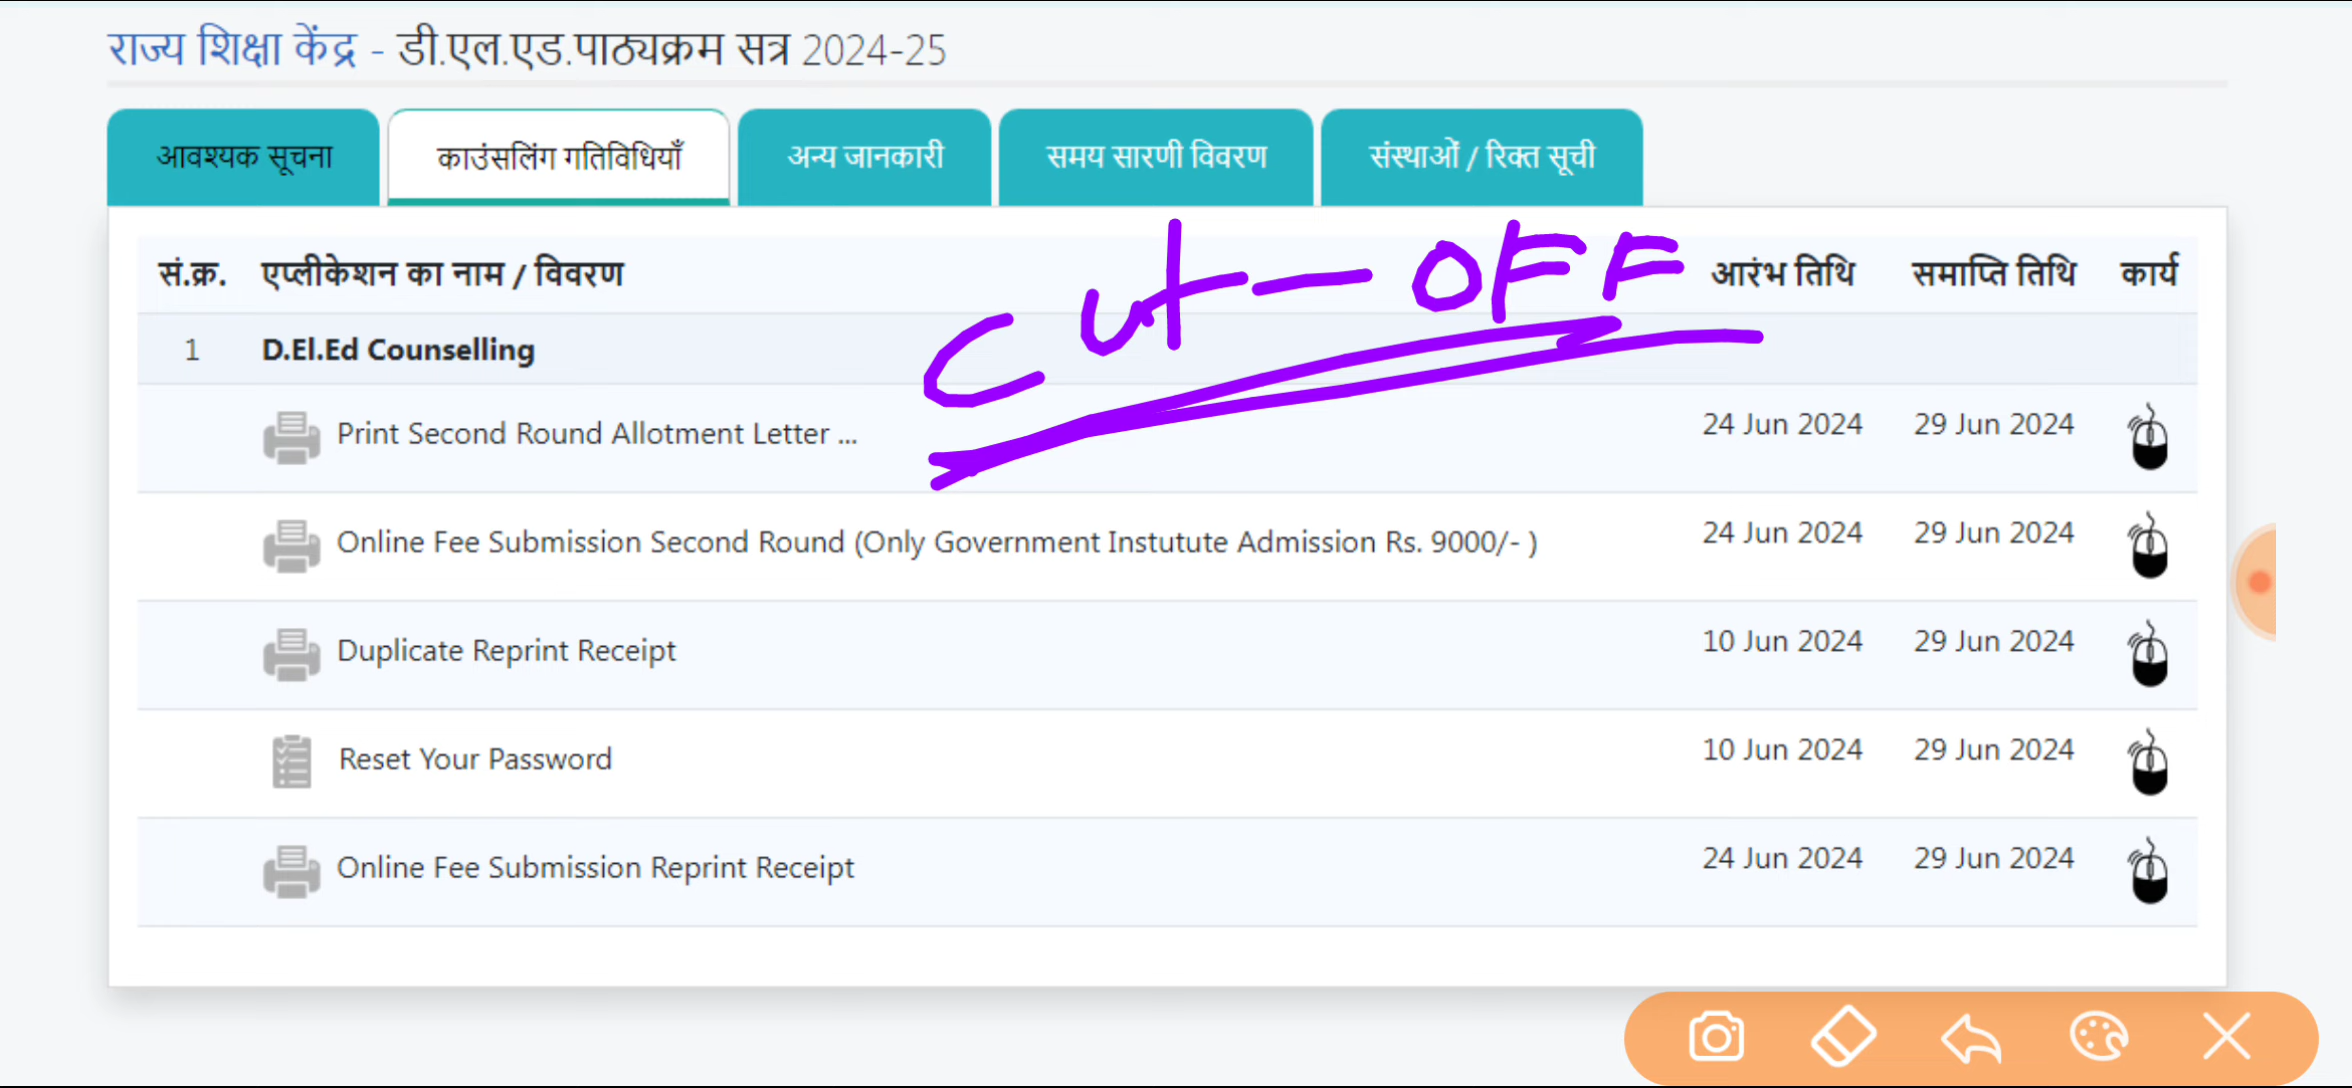 राज्य शिक्षा केंद्र - डी.एल.एड.पाठ्यक्रम सत्र 2024-25
आवश्यक सूचना काउंसलिंग गतिविधियाँ अन्य जानकारी समय सारणी विवरण संस्थाओं / रिक्त सूची
सं.क्र. एप्लीकेशन का नाम / विवरण आरंभ तिथि समाप्ति तिथि कार्य
Cut-OFF
1 D.El.Ed Counselling
Print Second Round Allotment Letter ... 24 Jun 2024 29 Jun 2024
Online Fee Submission Second Round (Only Government Instutute Admission Rs. 9000/- ) 24 Jun 2024 29 Jun 2024
Duplicate Reprint Receipt 10 Jun 2024 29 Jun 2024
Reset Your Password 10 Jun 2024 29 Jun 2024
Online Fee Submission Reprint Receipt 24 Jun 2024 29 Jun 2024